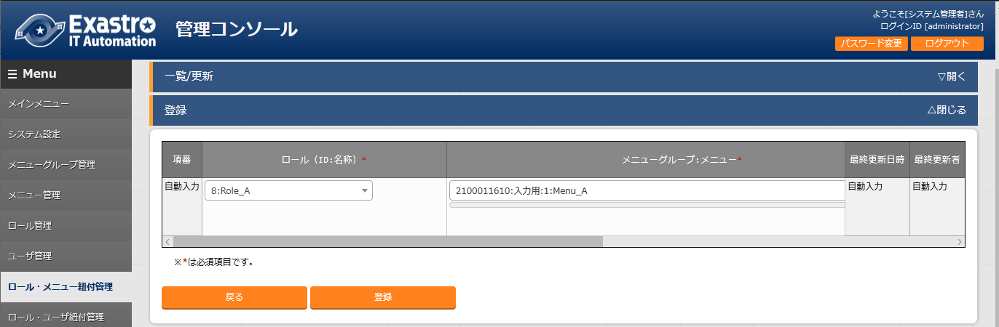 Exastro
IT Automation
管理コンソール
ようこそ[システム管理者]さん
ログインID [administrator]
パスワード変更
ログアウト
☰ Menu
メインメニュー
システム設定
メニューグループ管理
メニュー管理
ロール管理
ユーザ管理
ロール・メニュー紐付管理
ロール・ユーザ紐付管理
一覧/更新
▽開く
登録
△閉じる
項番
ロール（ID:名称）*
メニューグループ:メニュー*
最終更新日時
最終更新者
自動入力
8:Role_A
2100011610:入力用:1:Menu_A
自動入力
自動入力
※*は必須項目です。
戻る
登録